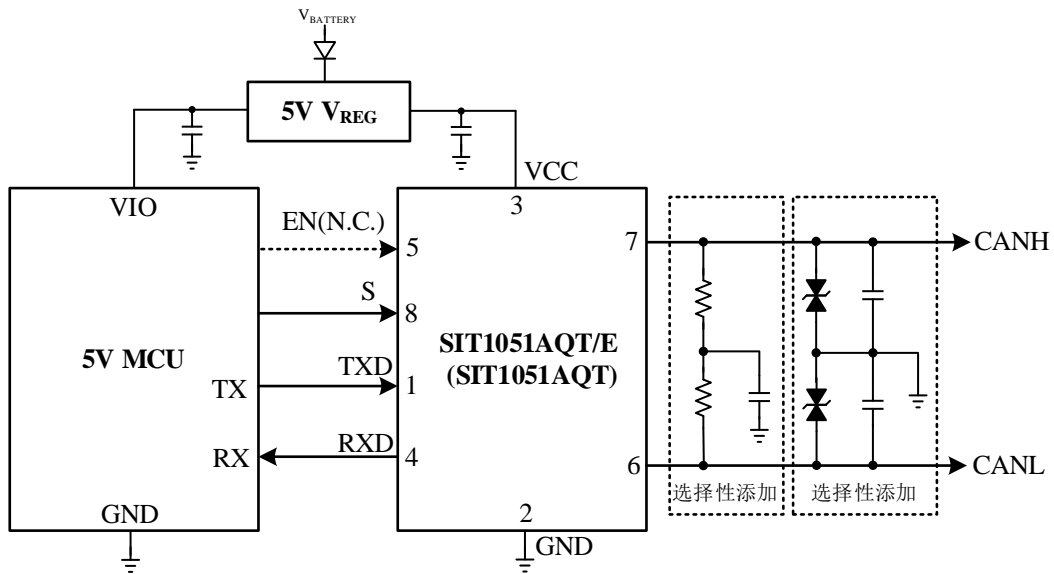 VBATTERY
5V VREG
VCC
VIO
3
EN(N.C.)
5
7
CANH
S
8
5V MCU
SIT1051AQT/E
(SIT1051AQT)
TX
TXD
1
RX
RXD
4
6
CANL
选择性添加
选择性添加
GND
2
GND